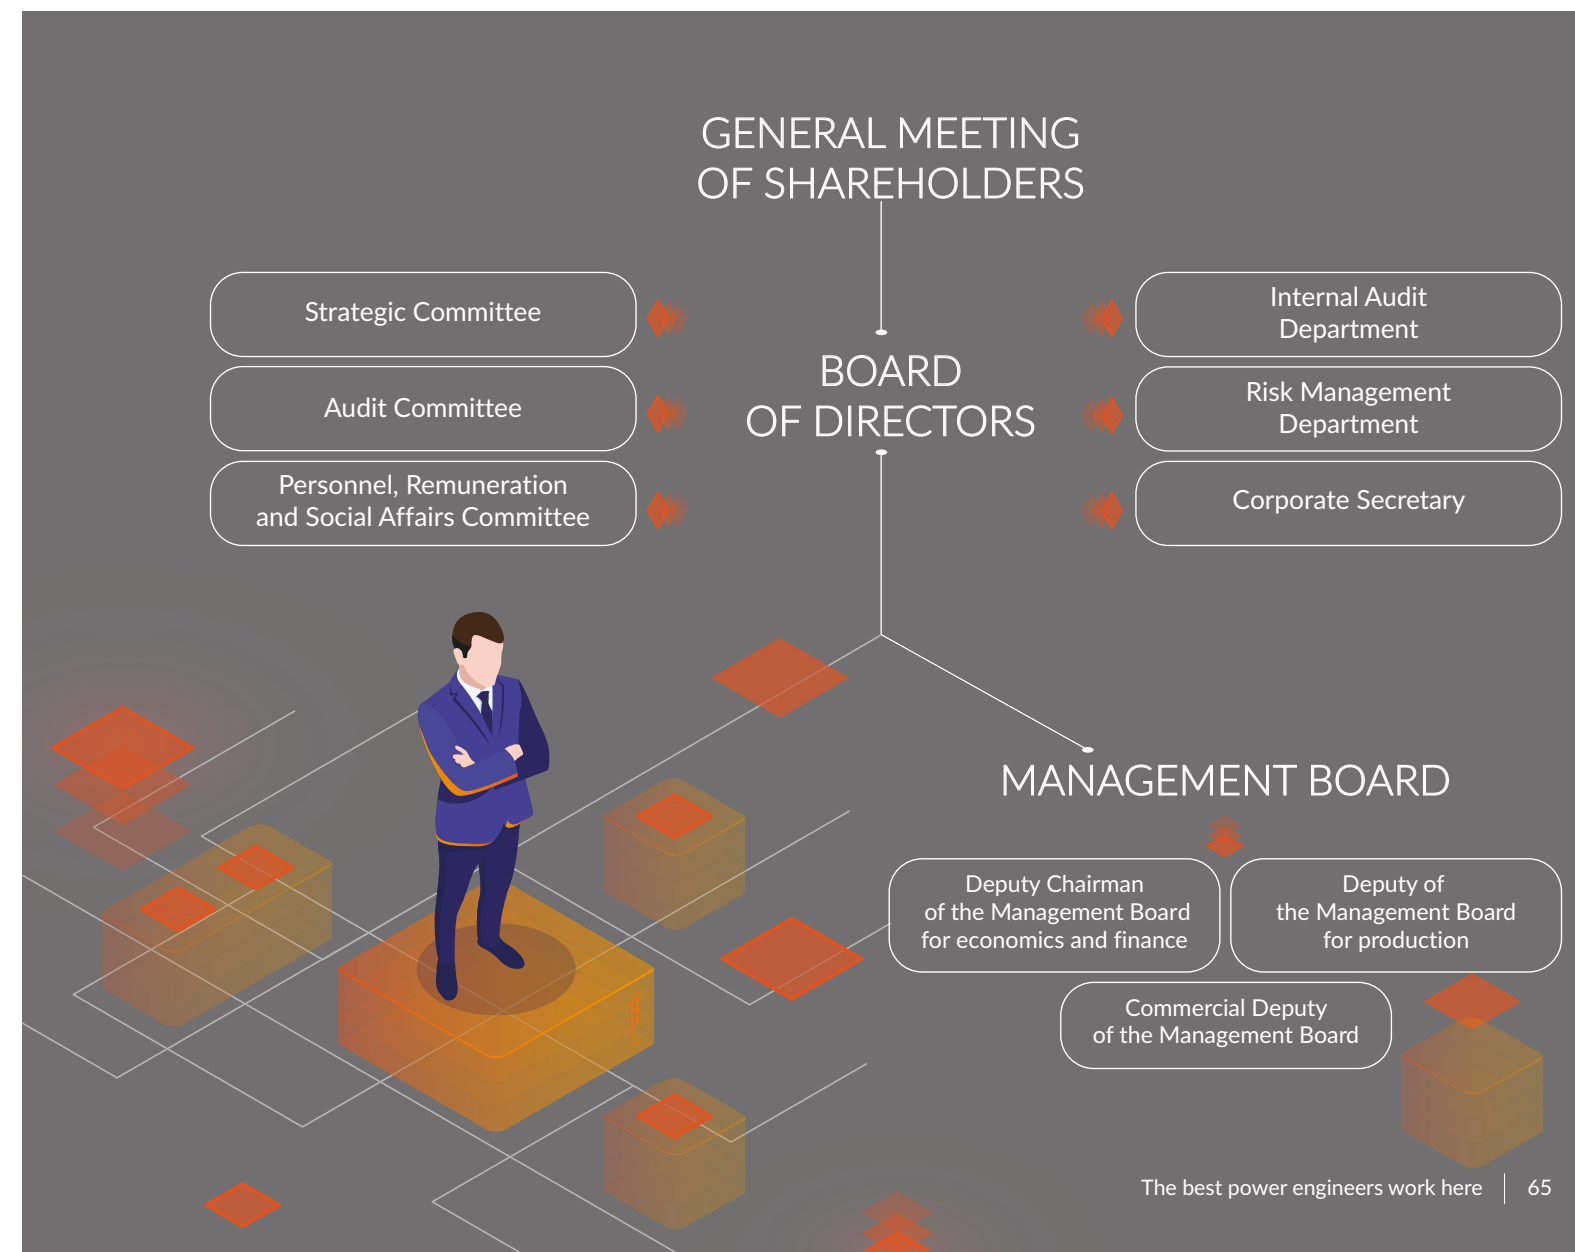 GENERAL MEETING
OF SHAREHOLDERS
Strategic Committee
Audit Committee
Personnel, Remuneration
and Social Affairs Committee
BOARD
OF DIRECTORS
Internal Audit
Department
Risk Management
Department
Corporate Secretary
MANAGEMENT BOARD
Deputy Chairman
of the Management Board
for economics and finance
Deputy of
the Management Board
for production
Commercial Deputy
of the Management Board
The best power engineers work here 65